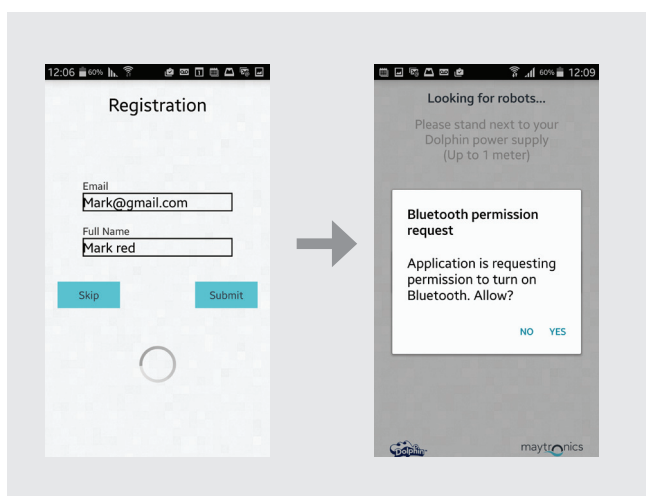 12:06 60%
Registration
Email
Mark@gmail.com
Full Name
Mark red
Skip Submit
60% 12:09
Looking for robots...
Please stand next to your
Dolphin power supply
(Up to 1 meter)
Bluetooth permission
request
Application is requesting
permission to turn on
Bluetooth. Allow?
NO YES
Dolphin
maytronics